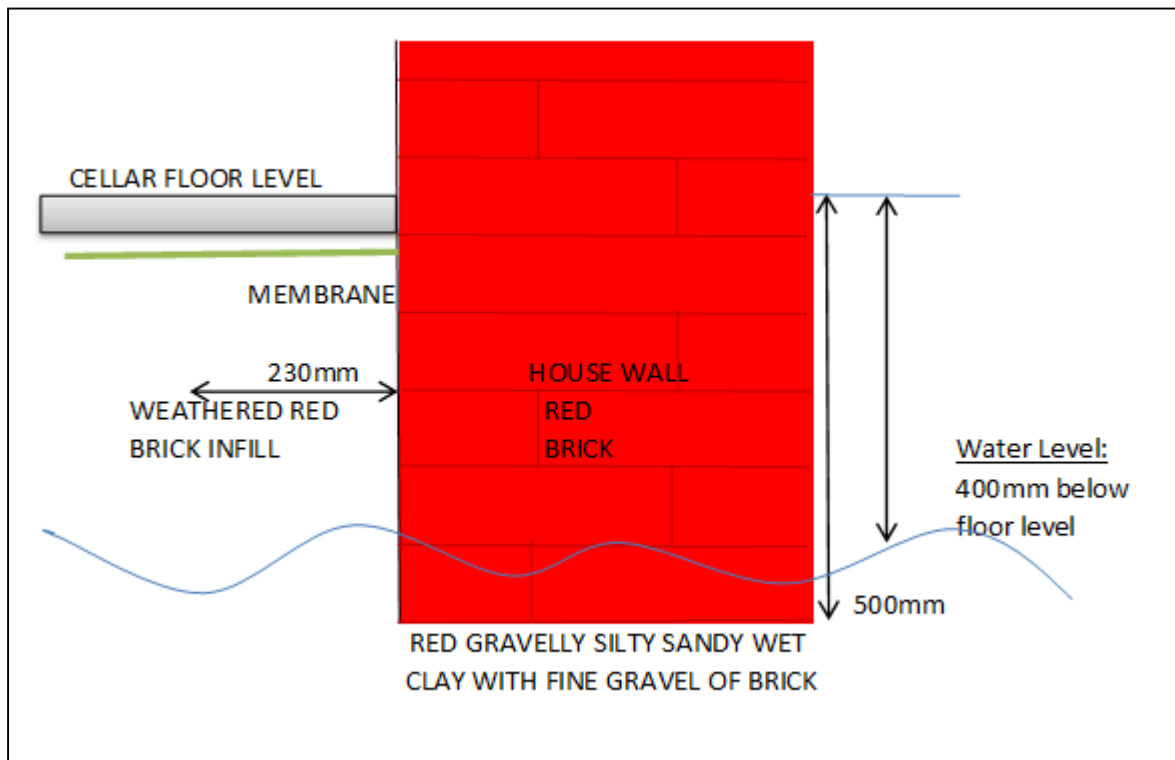 CELLAR FLOOR LEVEL
MEMBRANE
230mm
WEATHERED RED
BRICK INFILL
HOUSE WALL
RED
BRICK
Water Level:
400mm below
floor level
500mm
RED GRAVELLY SILTY SANDY WET
CLAY WITH FINE GRAVEL OF BRICK